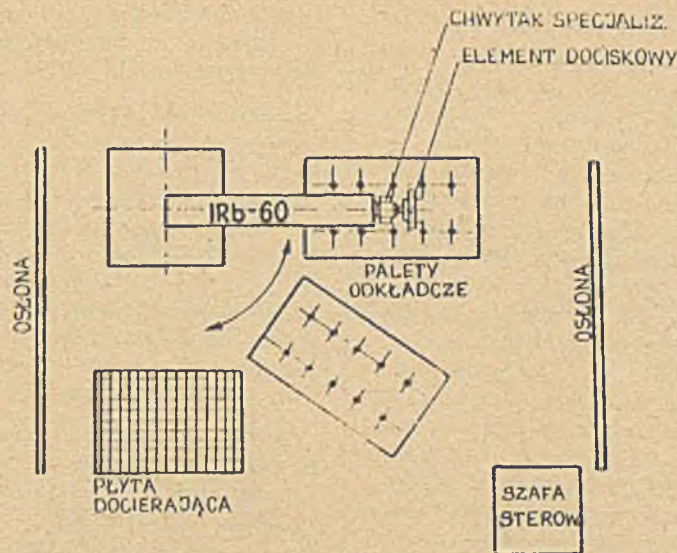 CHWYTAK SPECJALIZ.
ELEMENT DOCISKOWY
IRb-60
PALETY
ODKŁADCZE
OSŁONA
OSŁONA
PŁYTA
DOCIERAJĄCA
SZAFA
STEROW